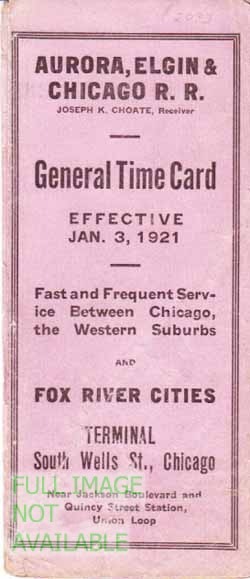 2093
AURORA, ELGIN &
CHICAGO R. R.
JOSEPH K. CHOATE, Receiver
General Time Card
EFFECTIVE
JAN. 3, 1921
Fast and Frequent Serv-
ice Between Chicago,
the Western Suburbs
AND
FOX RIVER CITIES
TERMINAL
South Wells St., Chicago
Near Jackson Boulevard and
Quincy Street Station,
Union Loop
FULL IMAGE
NOT
AVAILABLE